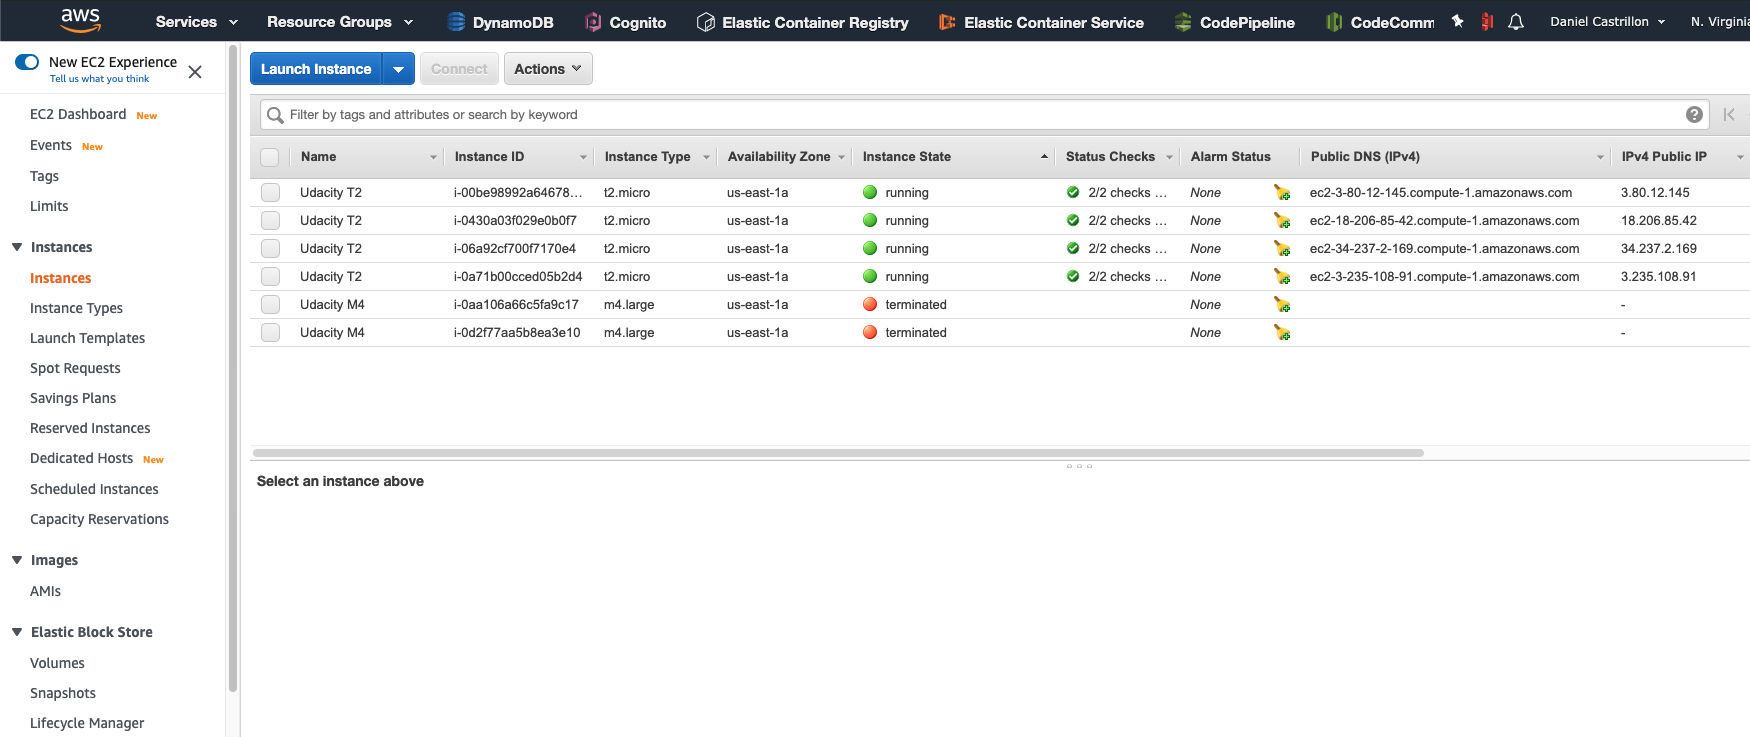 aws Services Resource Groups DynamoDB Cognito Elastic Container Registry Elastic Container Service CodePipeline CodeComm Daniel Castrillon N. Virginia
New EC2 Experience
Tell us what you think
EC2 Dashboard New
Events New
Tags
Limits
Instances
Instances
Instance Types
Launch Templates
Spot Requests
Savings Plans
Reserved Instances
Dedicated Hosts New
Scheduled Instances
Capacity Reservations
Images
AMIs
Elastic Block Store
Volumes
Snapshots
Lifecycle Manager
Launch Instance Connect Actions
Filter by tags and attributes or search by keyword
Name Instance ID Instance Type Availability Zone Instance State Status Checks Alarm Status Public DNS (IPv4) IPv4 Public IP
Udacity T2 i-00be98992a64678... t2.micro us-east-1a running 2/2 checks ... None ec2-3-80-12-145.compute-1.amazonaws.com 3.80.12.145
Udacity T2 i-0430a03f029e0b0f7 t2.micro us-east-1a running 2/2 checks ... None ec2-18-206-85-42.compute-1.amazonaws.com 18.206.85.42
Udacity T2 i-06a92cf700f7170e4 t2.micro us-east-1a running 2/2 checks ... None ec2-34-237-2-169.compute-1.amazonaws.com 34.237.2.169
Udacity T2 i-0a71b00cced05b2d4 t2.micro us-east-1a running 2/2 checks ... None ec2-3-235-108-91.compute-1.amazonaws.com 3.235.108.91
Udacity M4 i-0aa106a66c5fa9c17 m4.large us-east-1a terminated None -
Udacity M4 i-0d2f77aa5b8ea3e10 m4.large us-east-1a terminated None -
Select an instance above